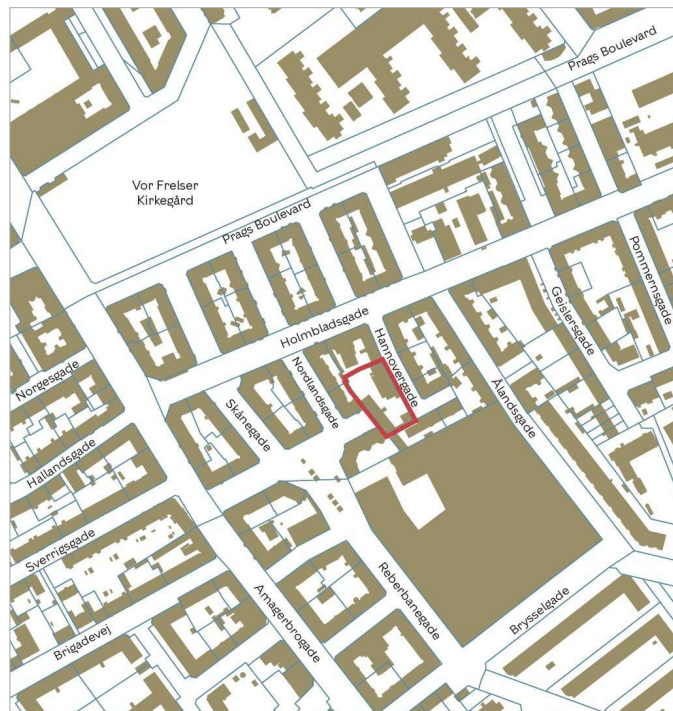 Prags Boulevard
Vor Frelser
Kirkegård
Prags Boulevard
Pommernsgade
Geislersgade
Holmbladsgade
Hannovergade
Nordlandsgade
Norgesgade
Ålandsgade
Skånegade
Hallandsgade
Sverrigsgade
Reberbanegade
Brysselgade
Amagerbrogade
Brigadevej